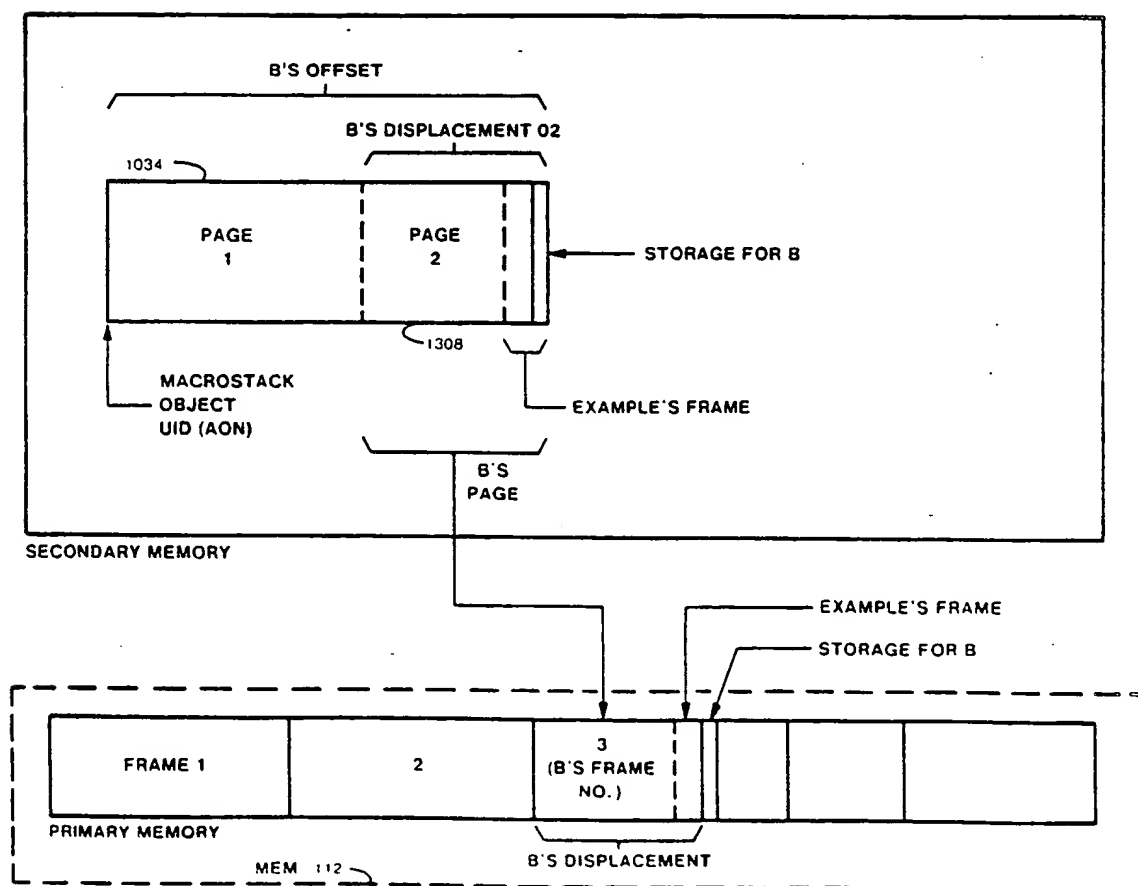 B'S OFFSET
B'S DISPLACEMENT 02
1034
PAGE
1
PAGE
2
STORAGE FOR B
1308
MACROSTACK
OBJECT
UID (AON)
EXAMPLE'S FRAME
B'S
PAGE
SECONDARY MEMORY
EXAMPLE'S FRAME
STORAGE FOR B
FRAME 1
2
3
(B'S FRAME
NO.)
PRIMARY MEMORY
B'S DISPLACEMENT
MEM 112